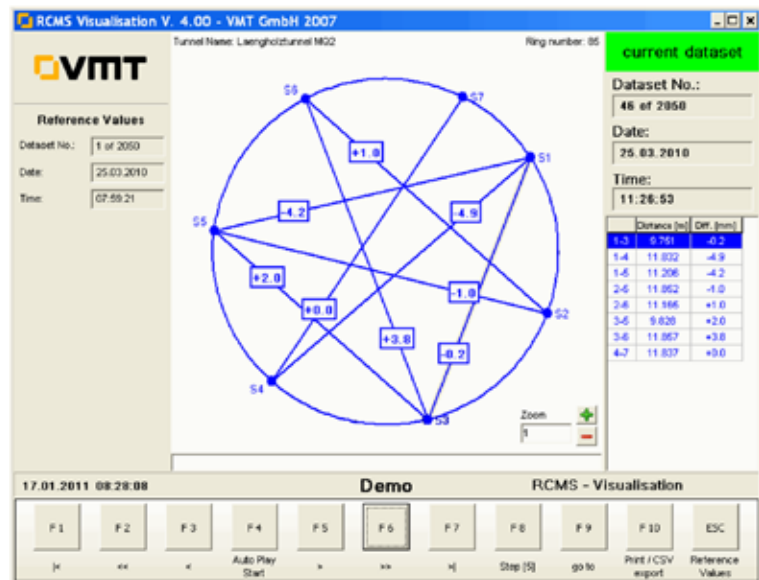 RCMS Visualisation V. 4.00 - VMT GmbH 2007
VMT
Reference Values
Dataset No.: 1 of 2050
Date: 25.03.2010
Time: 07:59:21
Tunnel Name: Laengholztunnel MG2
Ring number: 85
S6
S7
S1
S5
S2
S4
S3
+1.0
-4.2
-4.9
+2.0
-1.0
+0.0
+3.8
-0.2
Zoom
1
current dataset
Dataset No.:
46 of 2050
Date:
25.03.2010
Time:
11:26:53
Distance [m] Diff. [mm]
1-3 9.751 -0.2
1-4 11.832 -4.9
1-5 11.206 -4.2
2-5 11.852 -1.0
2-6 11.195 +1.0
3-5 9.828 +2.0
3-6 11.857 +3.8
4-7 11.837 +0.0
17.01.2011 08:28:08
Demo
RCMS - Visualisation
F1 F2 F3 F4 F5 F6 F7 F8 F9 F10 ESC
|< << < Auto Play Start > >> >| Step [5] go to Print / CSV export Reference Values